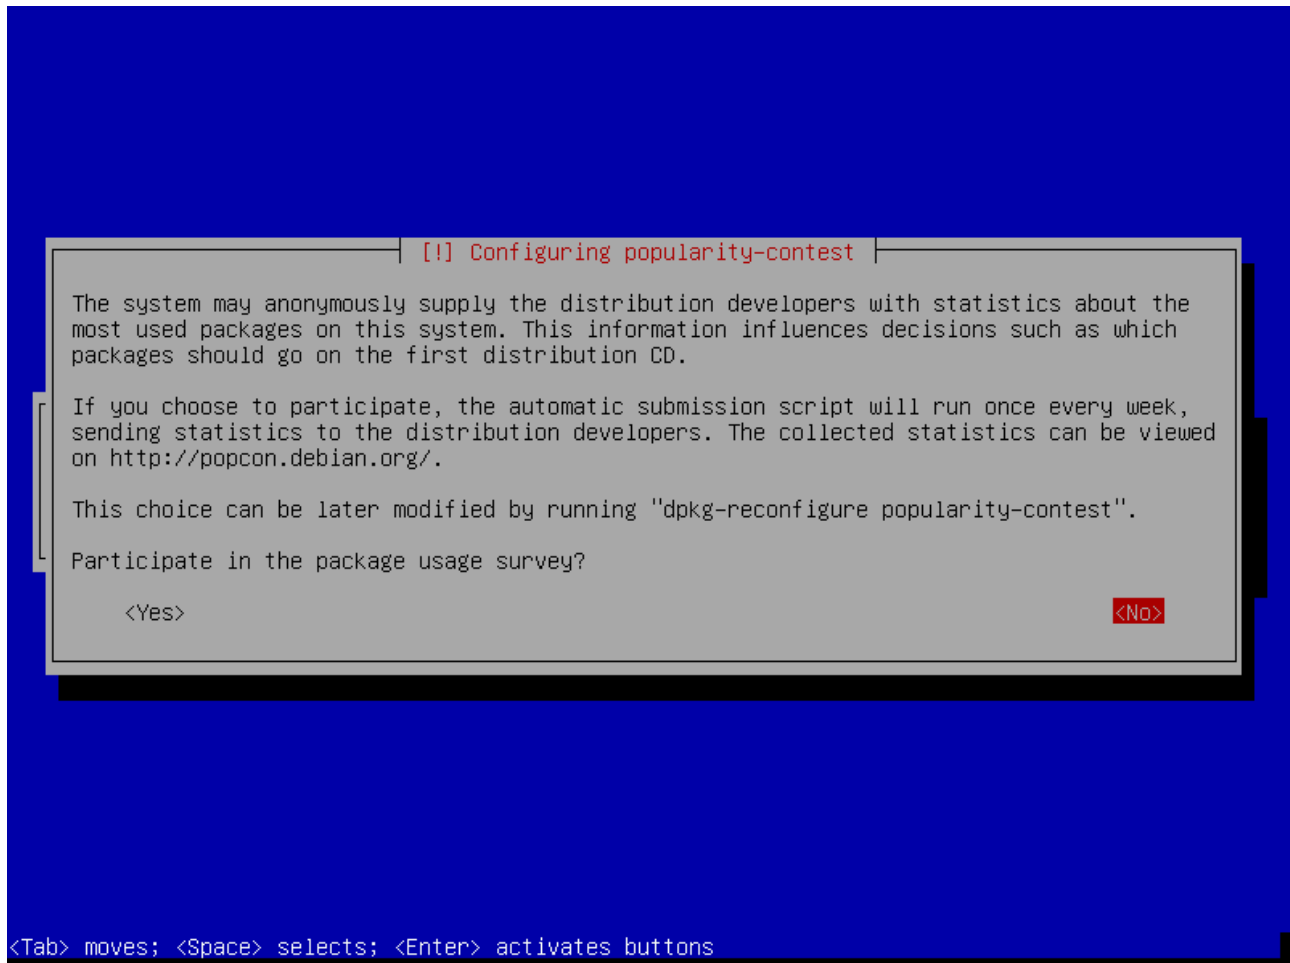 [!] Configuring popularity-contest
The system may anonymously supply the distribution developers with statistics about the
most used packages on this system. This information influences decisions such as which
packages should go on the first distribution CD.
If you choose to participate, the automatic submission script will run once every week,
sending statistics to the distribution developers. The collected statistics can be viewed
on http://popcon.debian.org/.
This choice can be later modified by running "dpkg-reconfigure popularity-contest".
Participate in the package usage survey?
<Yes> <No>
<Tab> moves; <Space> selects; <Enter> activates buttons